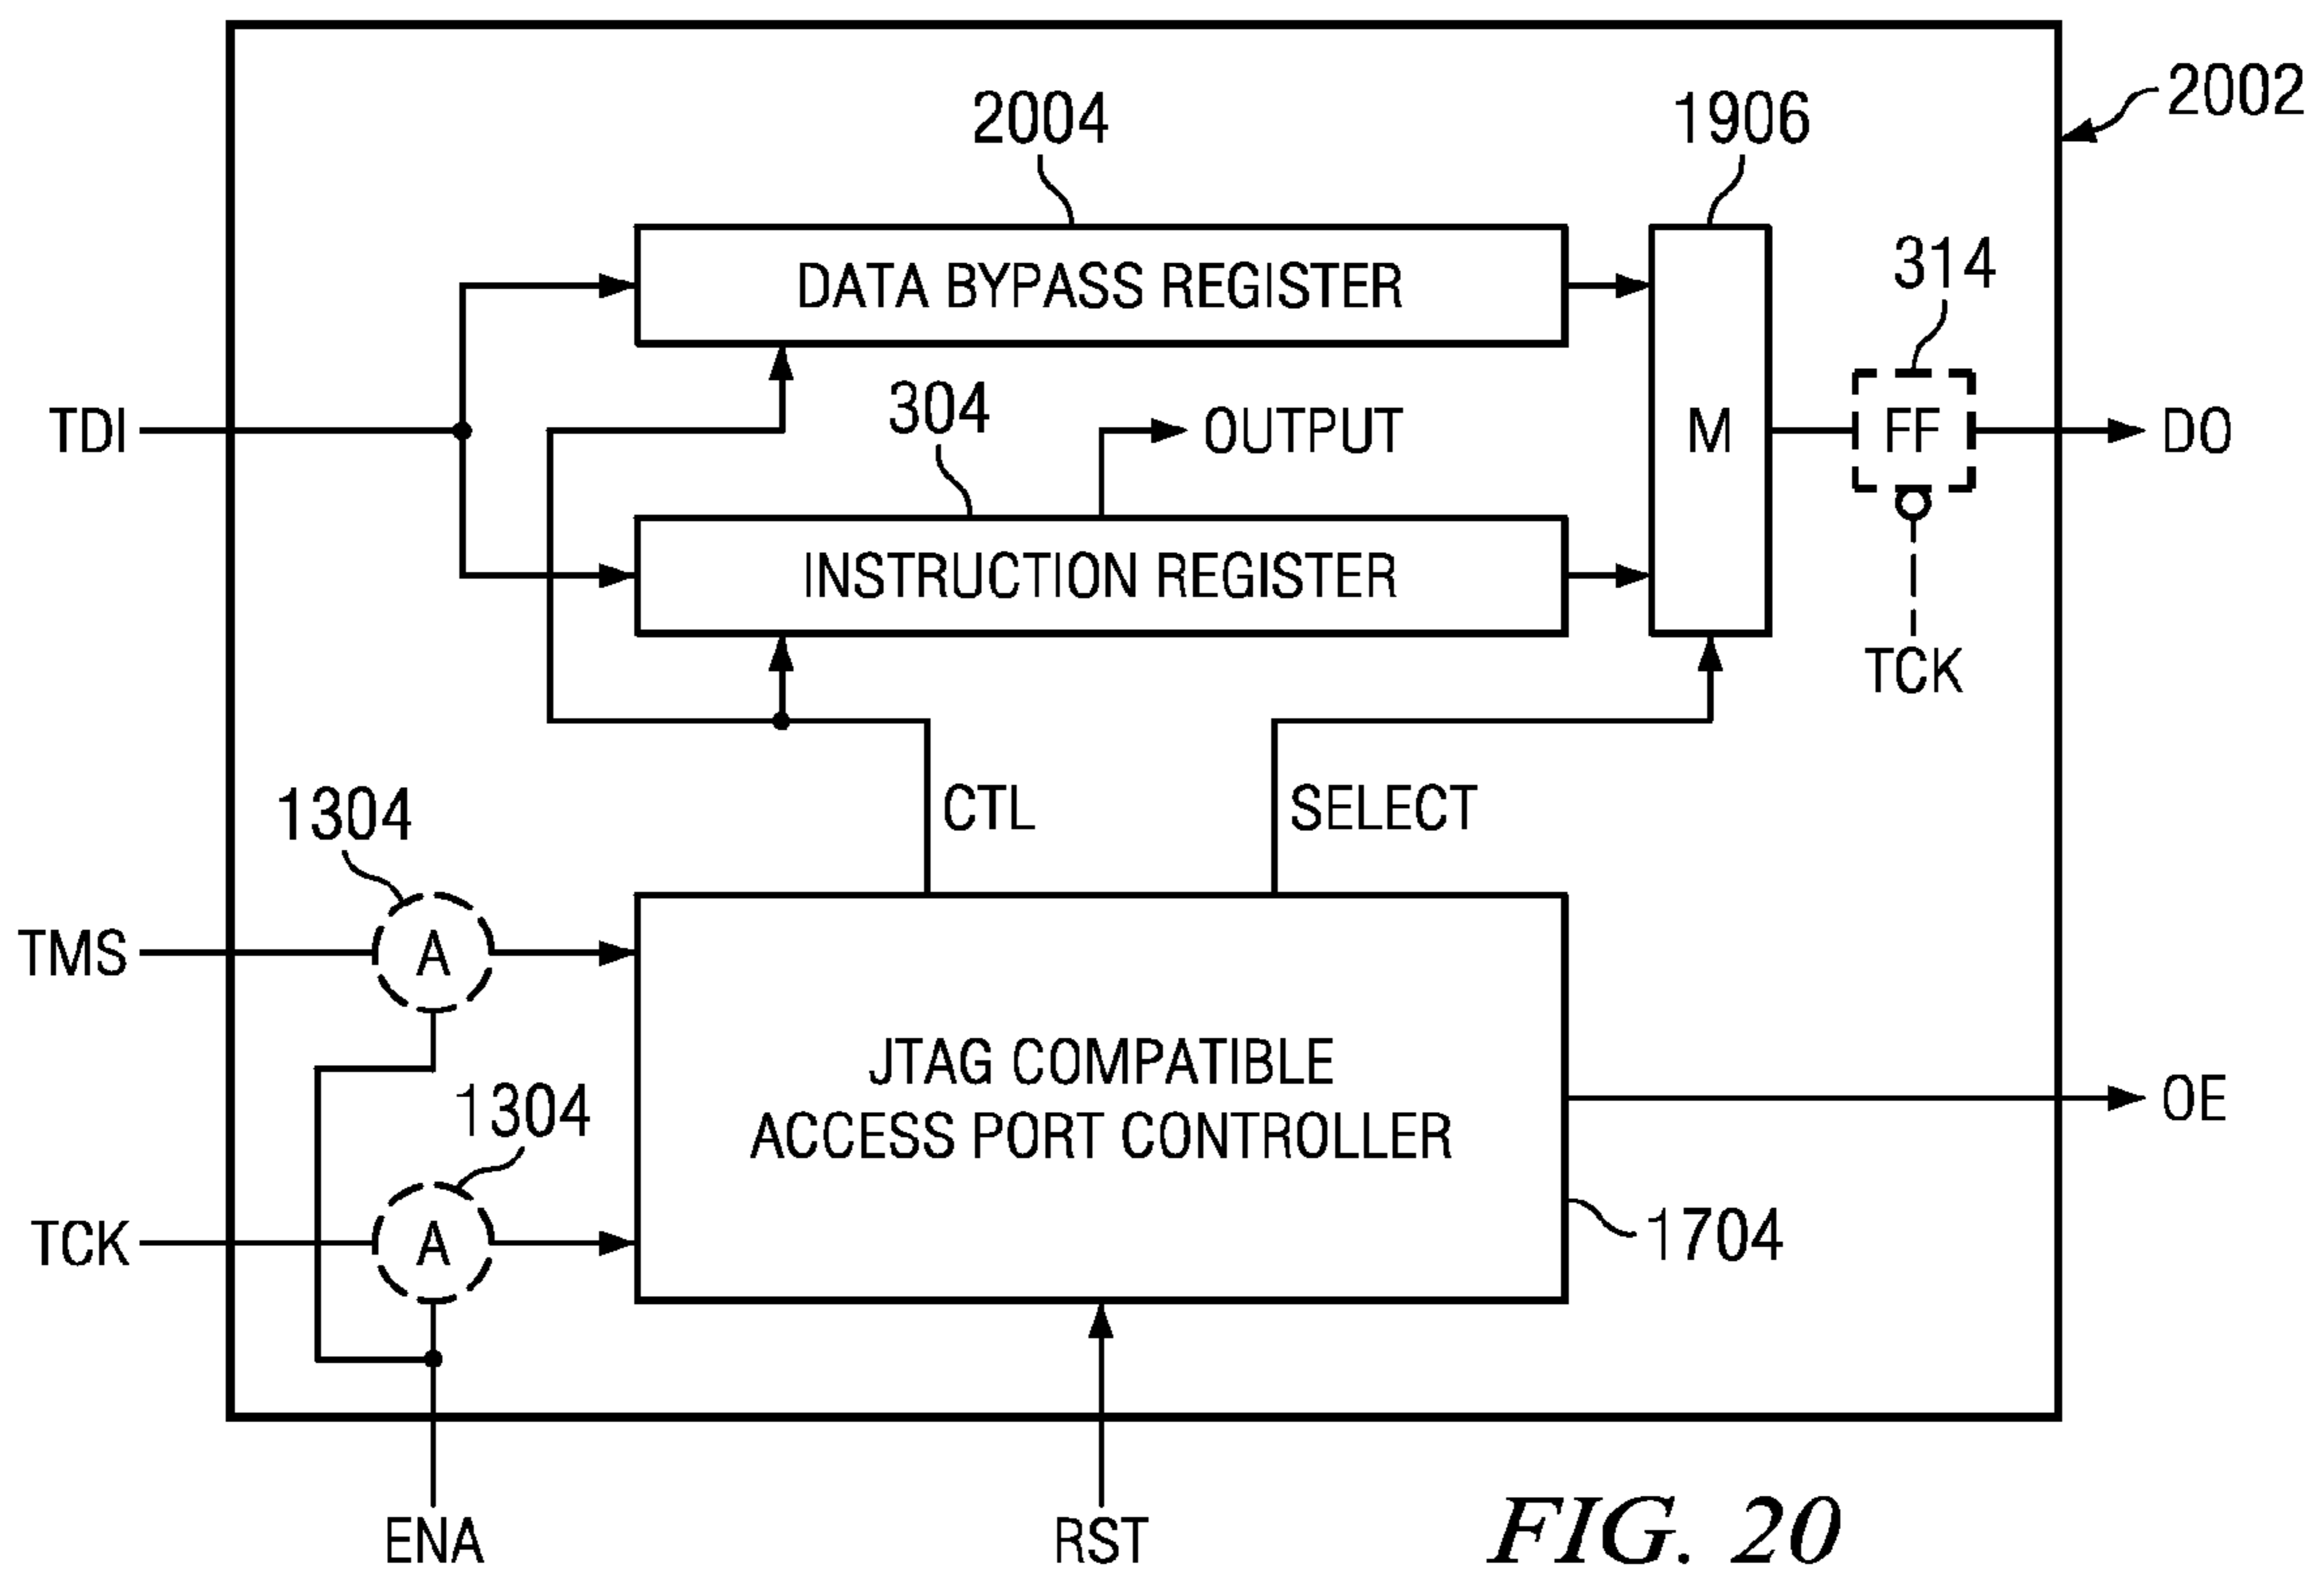 2002
2004
1906
DATA BYPASS REGISTER
314
304
TDI
OUTPUT
M
FF
DO
INSTRUCTION REGISTER
TCK
CTL
SELECT
1304
TMS
A
JTAG COMPATIBLE
ACCESS PORT CONTROLLER
OE
1304
TCK
A
1704
ENA
RST
FIG. 20